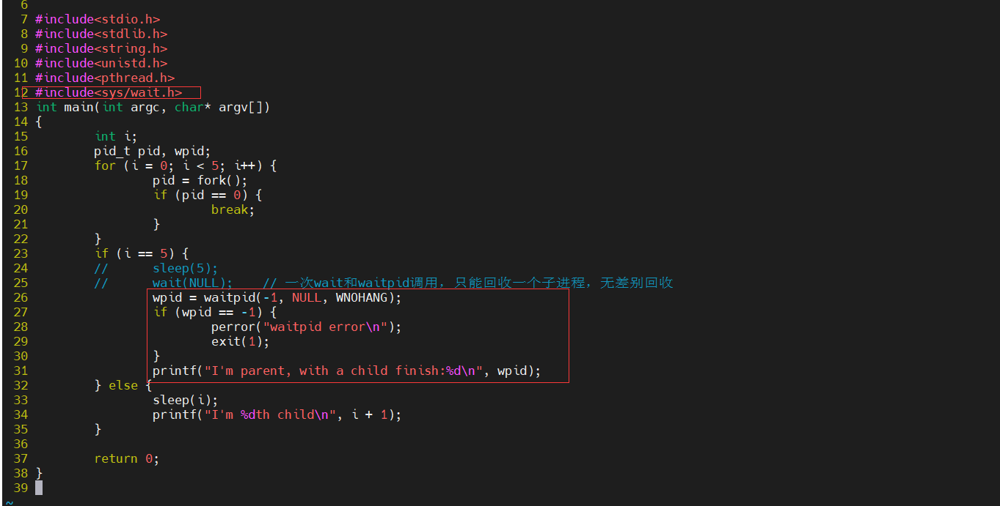 6
7 #include<stdio.h>
8 #include<stdlib.h>
9 #include<string.h>
10 #include<unistd.h>
11 #include<pthread.h>
12 #include<sys/wait.h>
13 int main(int argc, char* argv[])
14 {
15         int i;
16         pid_t pid, wpid;
17         for (i = 0; i < 5; i++) {
18                 pid = fork();
19                 if (pid == 0) {
20                         break;
21                 }
22         }
23         if (i == 5) {
24         //      sleep(5);
25         //      wait(NULL);    // 一次wait和waitpid调用，只能回收一个子进程，无差别回收
26                 wpid = waitpid(-1, NULL, WNOHANG);
27                 if (wpid == -1) {
28                         perror("waitpid error\n");
29                         exit(1);
30                 }
31                 printf("I'm parent, with a child finish:%d\n", wpid);
32         } else {
33                 sleep(i);
34                 printf("I'm %dth child\n", i + 1);
35         }
36
37         return 0;
38 }
39
~